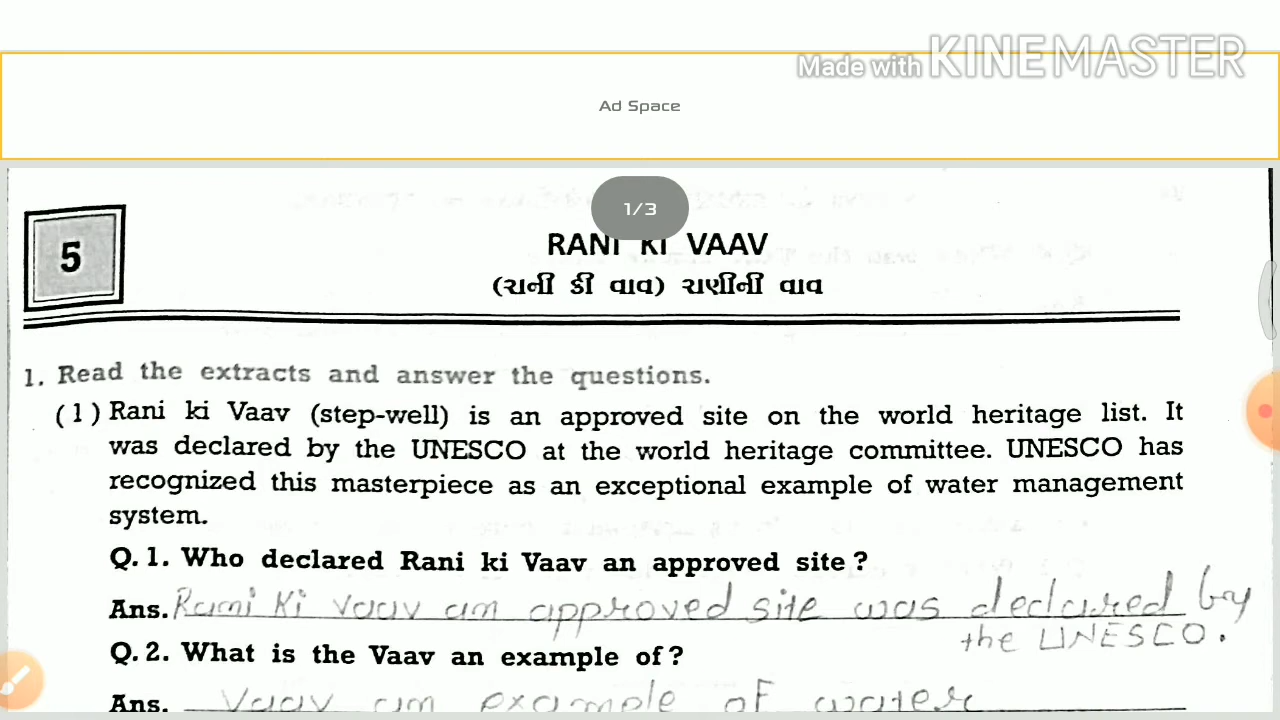 Made with KINEMASTER
Ad Space
1/3
5
RANI KI VAAV
(રાની કી વાવ) રાણીની વાવ
1. Read the extracts and answer the questions.
(1) Rani ki Vaav (step-well) is an approved site on the world heritage list. It
was declared by the UNESCO at the world heritage committee. UNESCO has
recognized this masterpiece as an exceptional example of water management
system.
Q. 1. Who declared Rani ki Vaav an approved site?
Ans. Rani Ki Vaav an approved site was declared by
the UNESCO.
Q. 2. What is the Vaav an example of?
Ans. Vaav an example of water